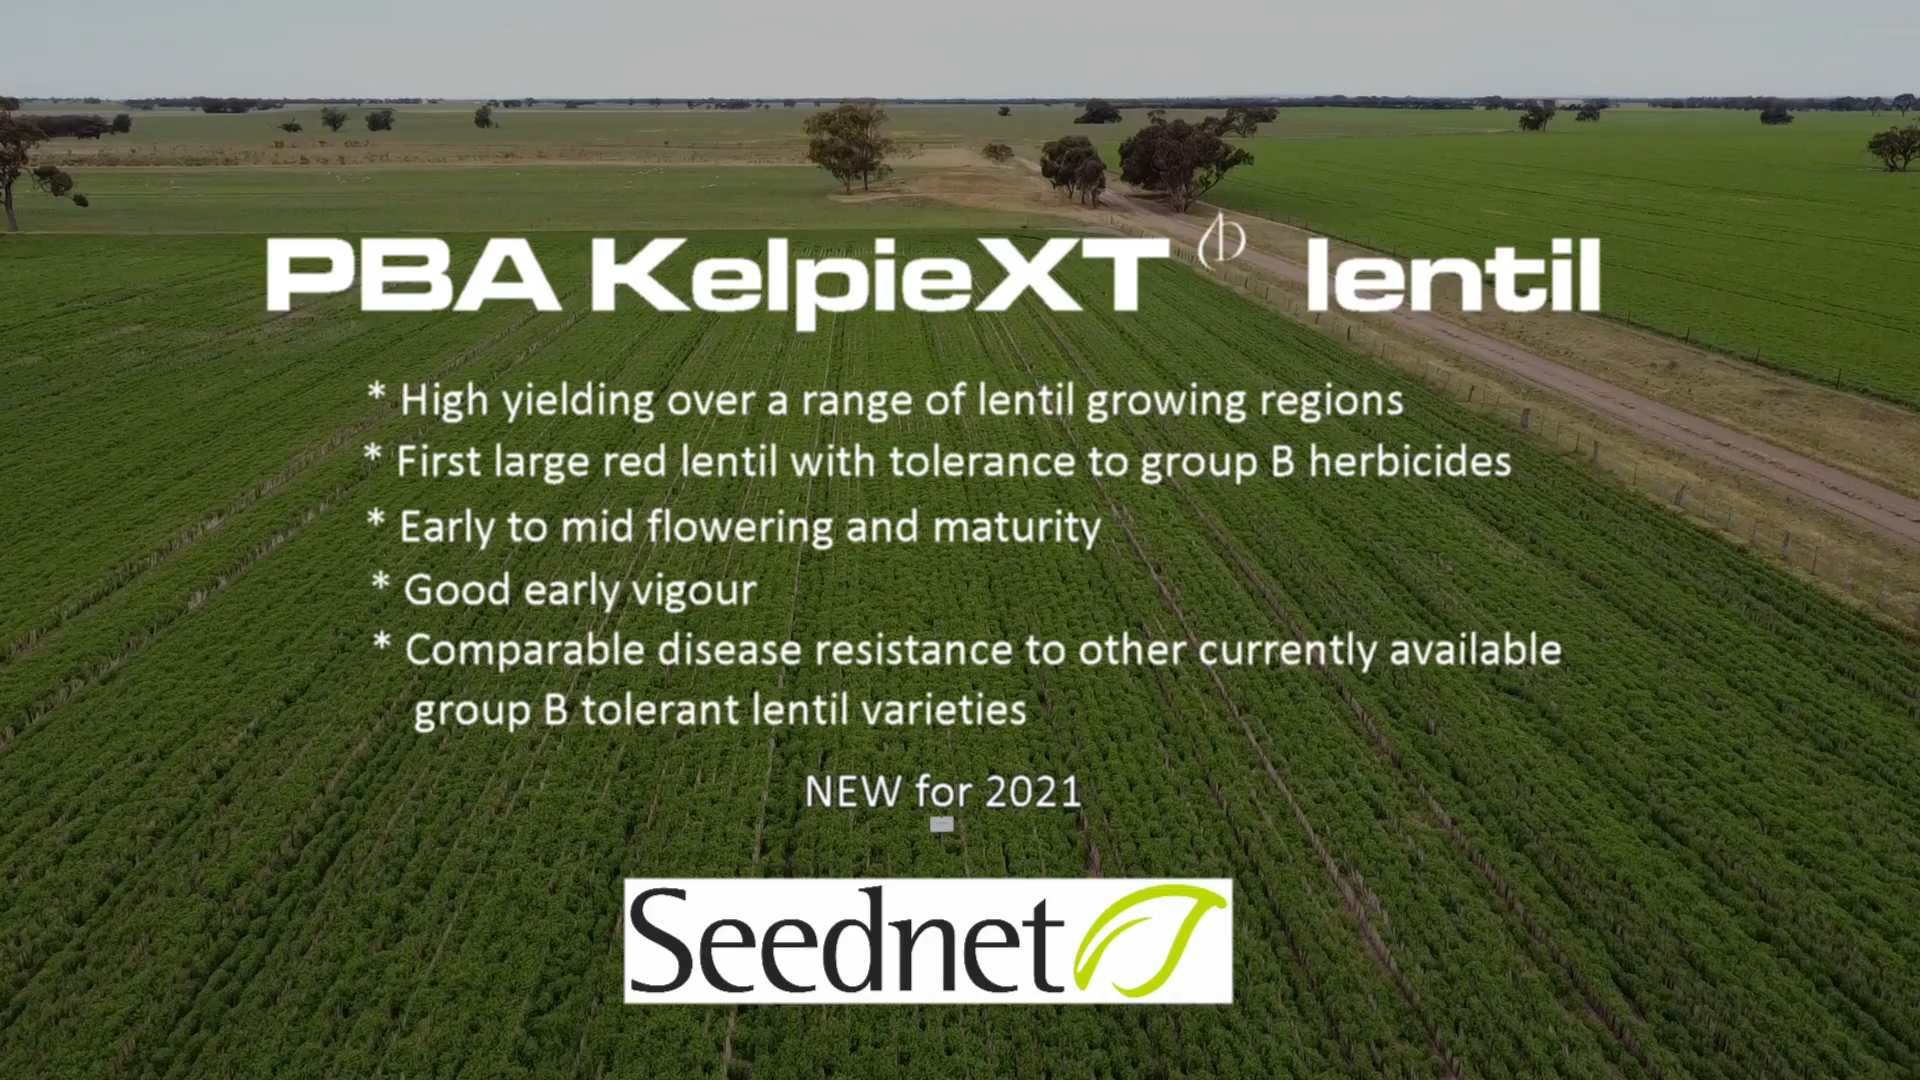 PBA KelpieXT lentil
* High yielding over a range of lentil growing regions
* First large red lentil with tolerance to group B herbicides
* Early to mid flowering and maturity
* Good early vigour
* Comparable disease resistance to other currently available
group B tolerant lentil varieties
NEW for 2021
Seednet